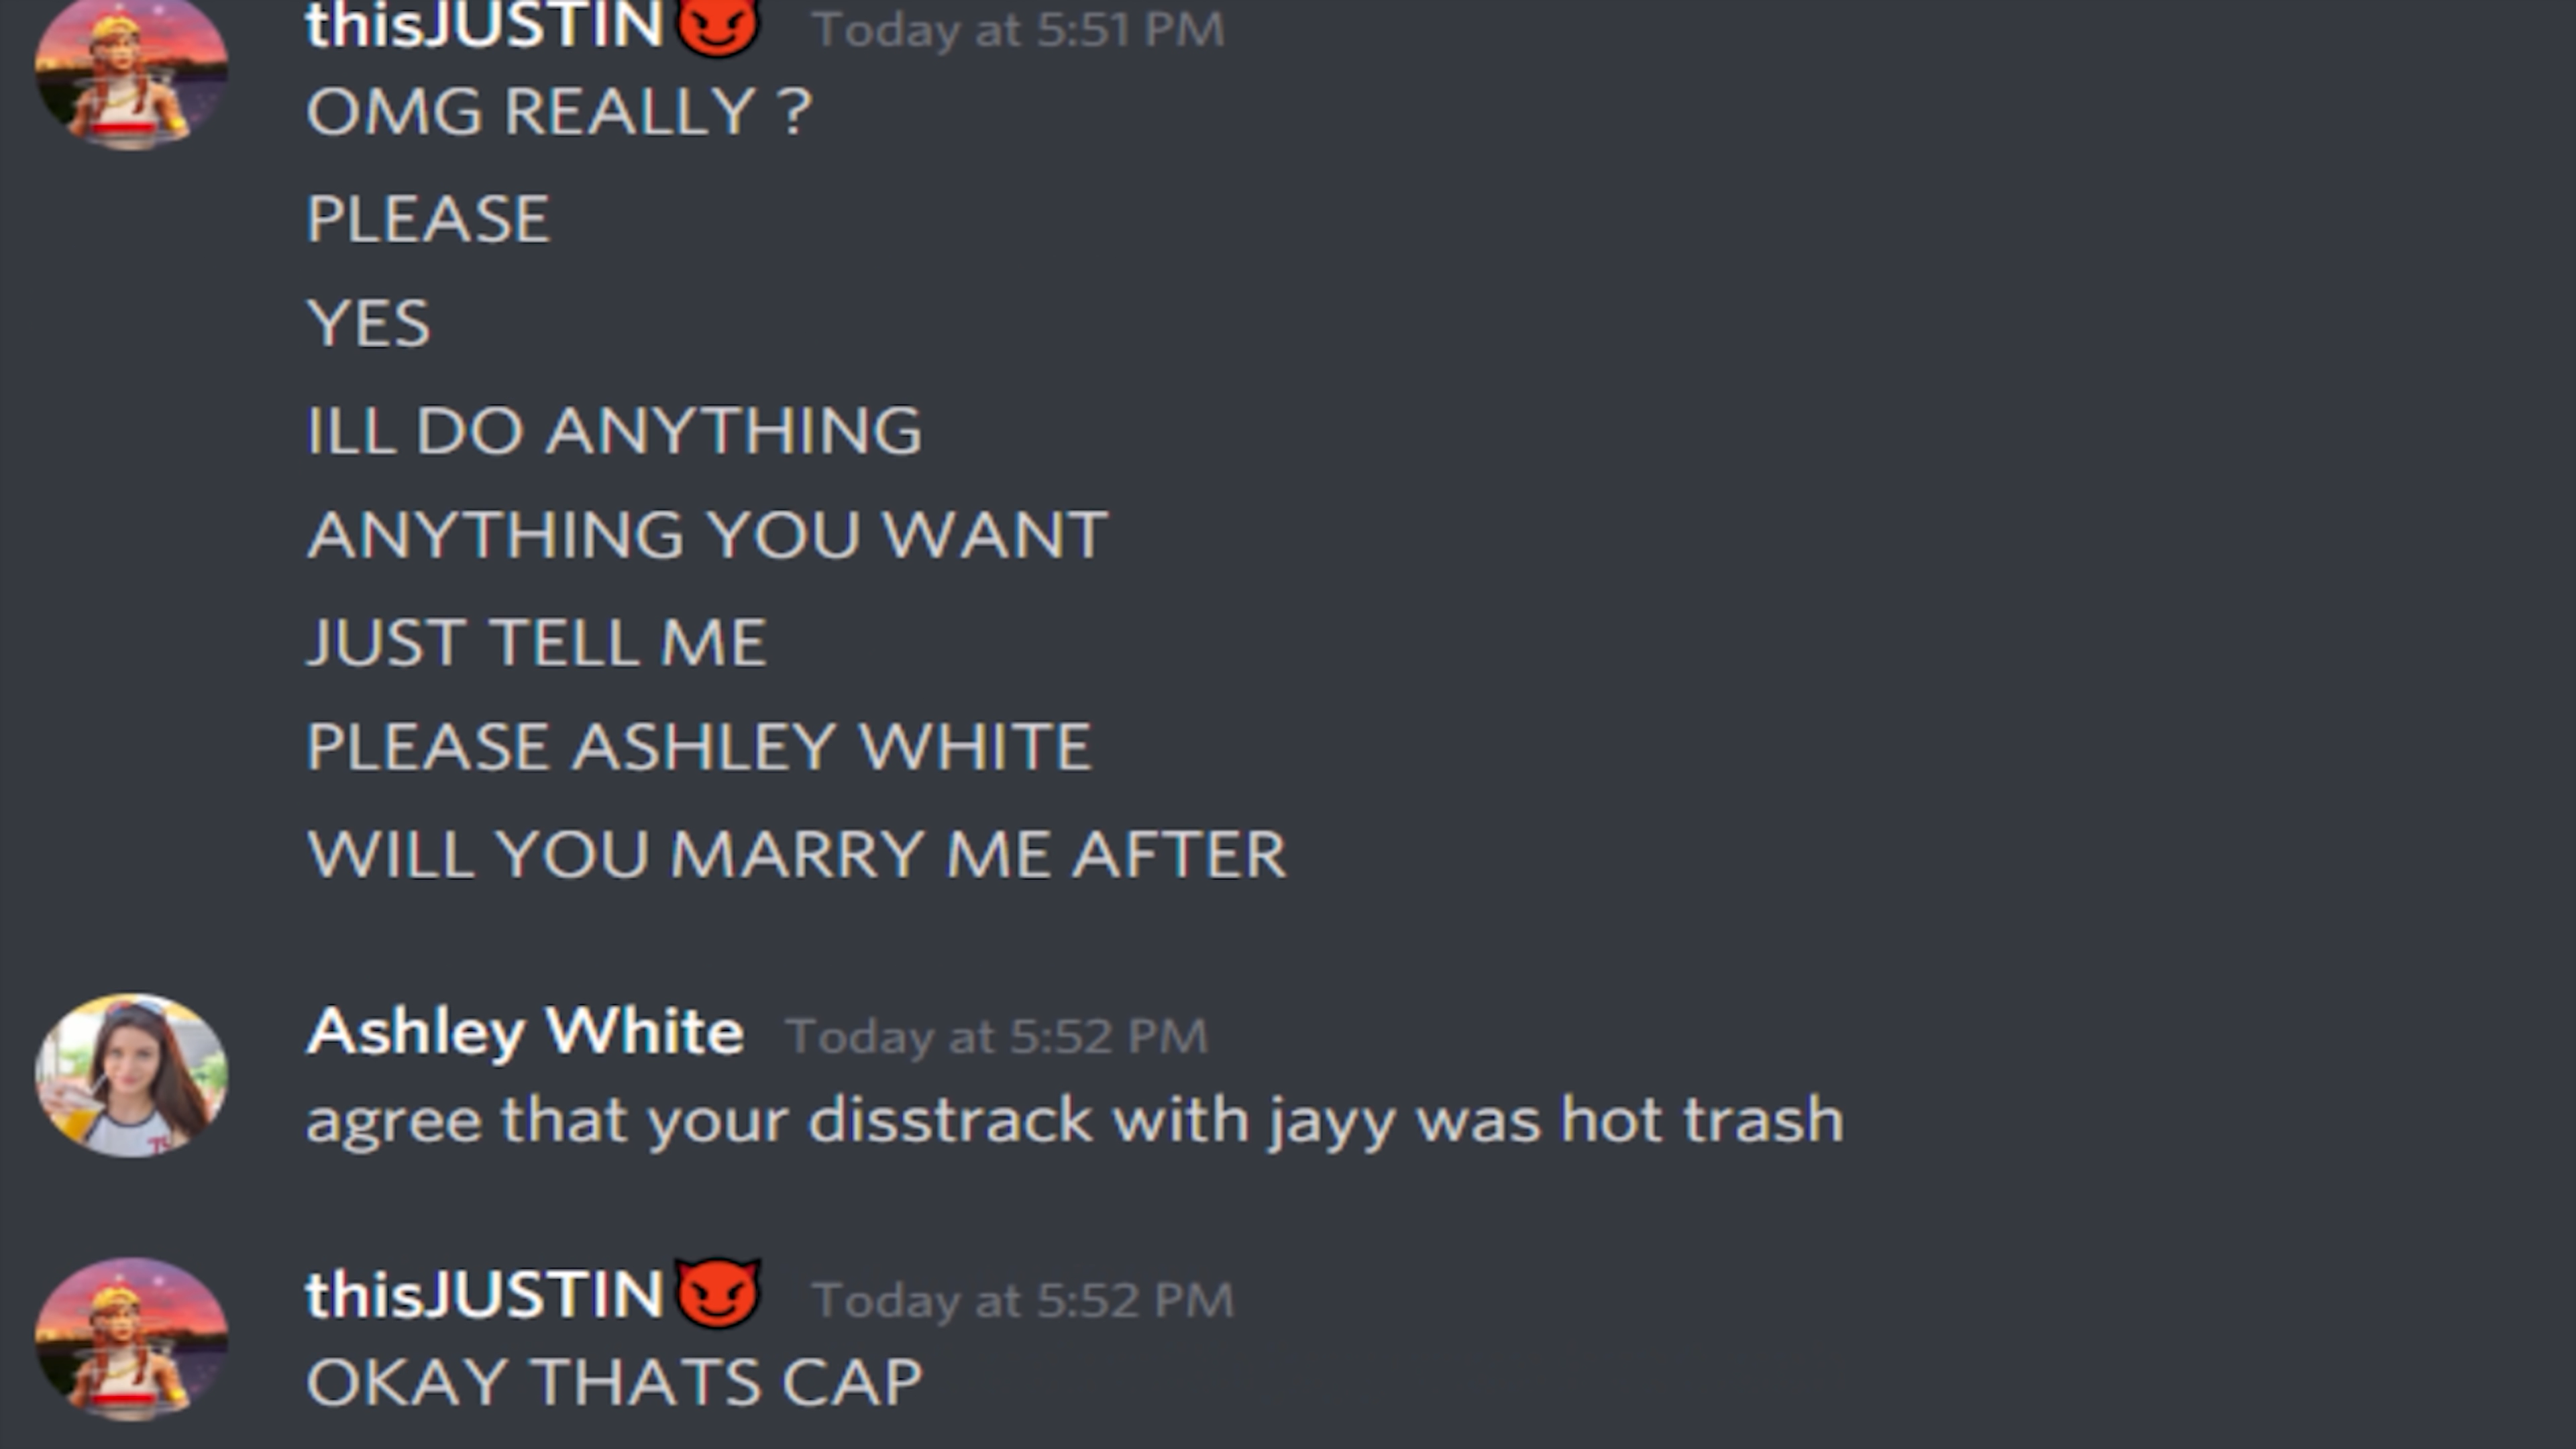 thisJUSTIN😈 Today at 5:51 PM
OMG REALLY ?
PLEASE
YES
ILL DO ANYTHING
ANYTHING YOU WANT
JUST TELL ME
PLEASE ASHLEY WHITE
WILL YOU MARRY ME AFTER
Ashley White Today at 5:52 PM
agree that your disstrack with jayy was hot trash
thisJUSTIN😈 Today at 5:52 PM
OKAY THATS CAP